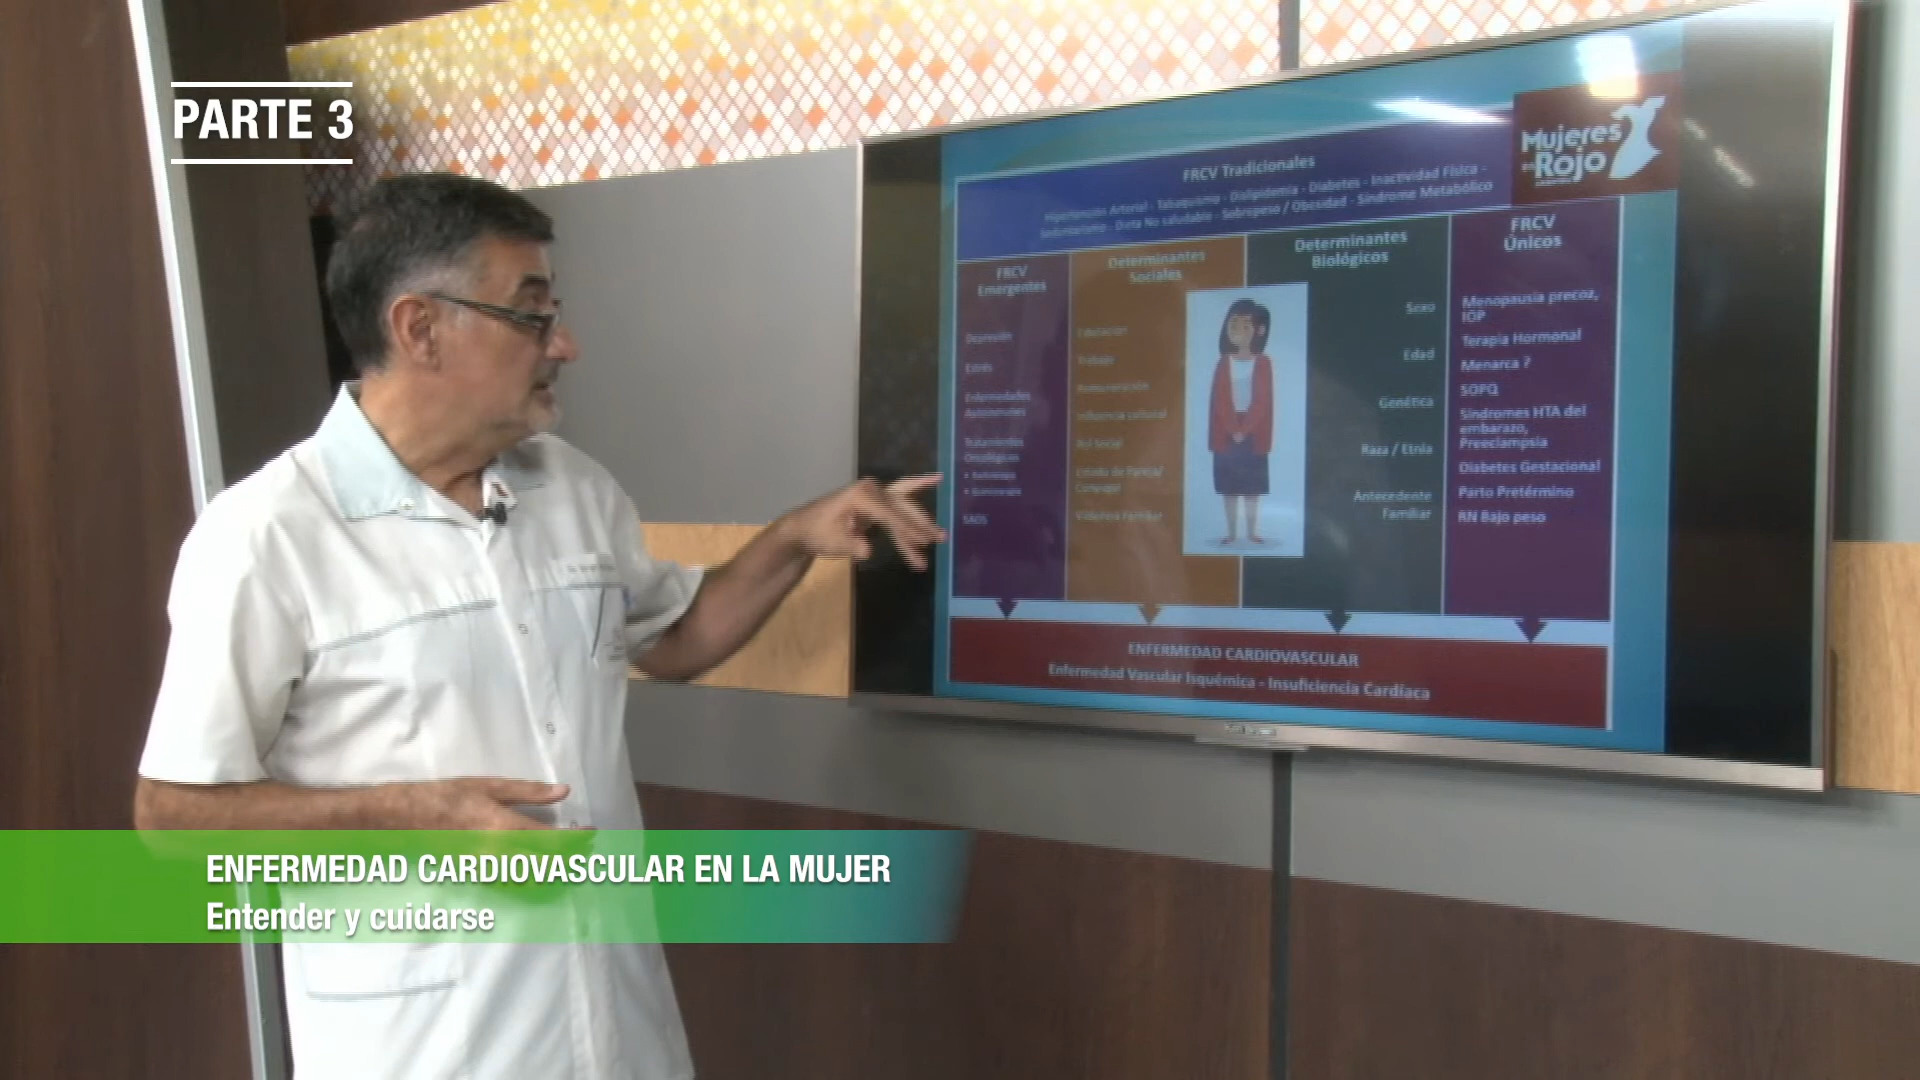 PARTE 3
Mujeres
en Rojo
FRCV Tradicionales
Hipertensión Arterial - Tabaquismo - Dislipidemia - Diabetes - Inactividad Física -
Sedentarismo - Dieta No saludable - Sobrepeso / Obesidad - Síndrome Metabólico
FRCV
Emergentes
Depresión
Estrés
Enfermedades
Autoinmunes
Tratamientos
Oncológicos
• Radioterapia
• Quimioterapia
SAOS
Determinantes
Sociales
Educación
Trabajo
Remuneración
Influencia cultural
Rol Social
Estado de Pareja/
Conyugal
Violencia Familiar
Determinantes
Biológicos
Sexo
Edad
Genética
Raza / Etnia
Antecedente
Familiar
FRCV
Únicos
Menopausia precoz,
IOP
Terapia Hormonal
Menarca ?
SOPQ
Síndromes HTA del
embarazo,
Preeclampsia
Diabetes Gestacional
Parto Pretérmino
RN Bajo peso
ENFERMEDAD CARDIOVASCULAR
Enfermedad Vascular Isquémica - Insuficiencia Cardíaca
ENFERMEDAD CARDIOVASCULAR EN LA MUJER
Entender y cuidarse